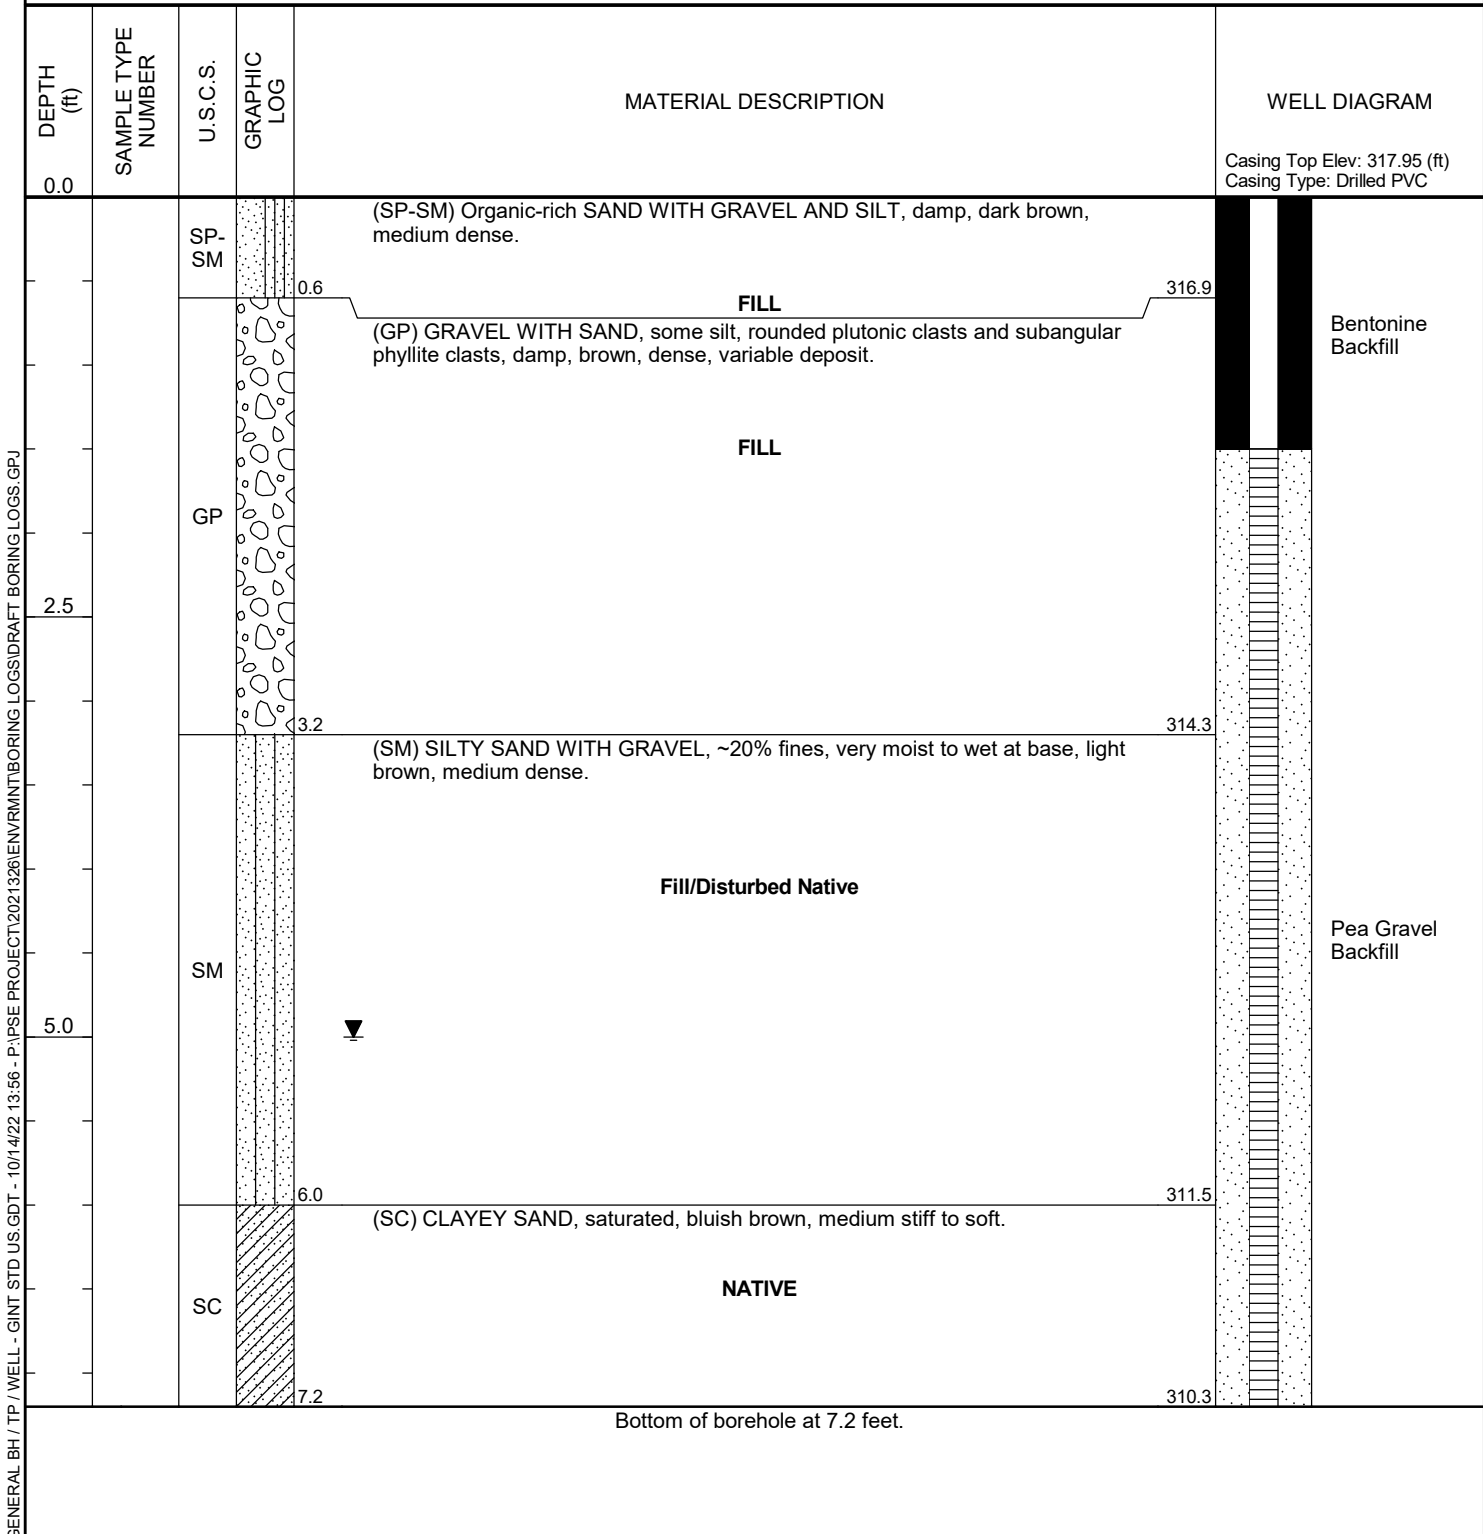 DEPTH
(ft)
SAMPLE TYPE
NUMBER
U.S.C.S.
GRAPHIC
LOG
MATERIAL DESCRIPTION
WELL DIAGRAM
Casing Top Elev: 317.95 (ft)
Casing Type: Drilled PVC
0.0
(SP-SM) Organic-rich SAND WITH GRAVEL AND SILT, damp, dark brown,
medium dense.
SP-
SM
0.6
FILL
316.9
(GP) GRAVEL WITH SAND, some silt, rounded plutonic clasts and subangular
phyllite clasts, damp, brown, dense, variable deposit.
Bentonine
Backfill
FILL
GP
2.5
3.2
314.3
(SM) SILTY SAND WITH GRAVEL, ~20% fines, very moist to wet at base, light
brown, medium dense.
Fill/Disturbed Native
Pea Gravel
Backfill
SM
5.0
6.0
311.5
(SC) CLAYEY SAND, saturated, bluish brown, medium stiff to soft.
NATIVE
SC
7.2
310.3
Bottom of borehole at 7.2 feet.
GENERAL BH / TP / WELL - GINT STD US.GDT - 10/14/22 13:56 - P:\PSE PROJECT\2021326\ENVRMNT\BORING LOGS\DRAFT BORING LOGS.GPJ